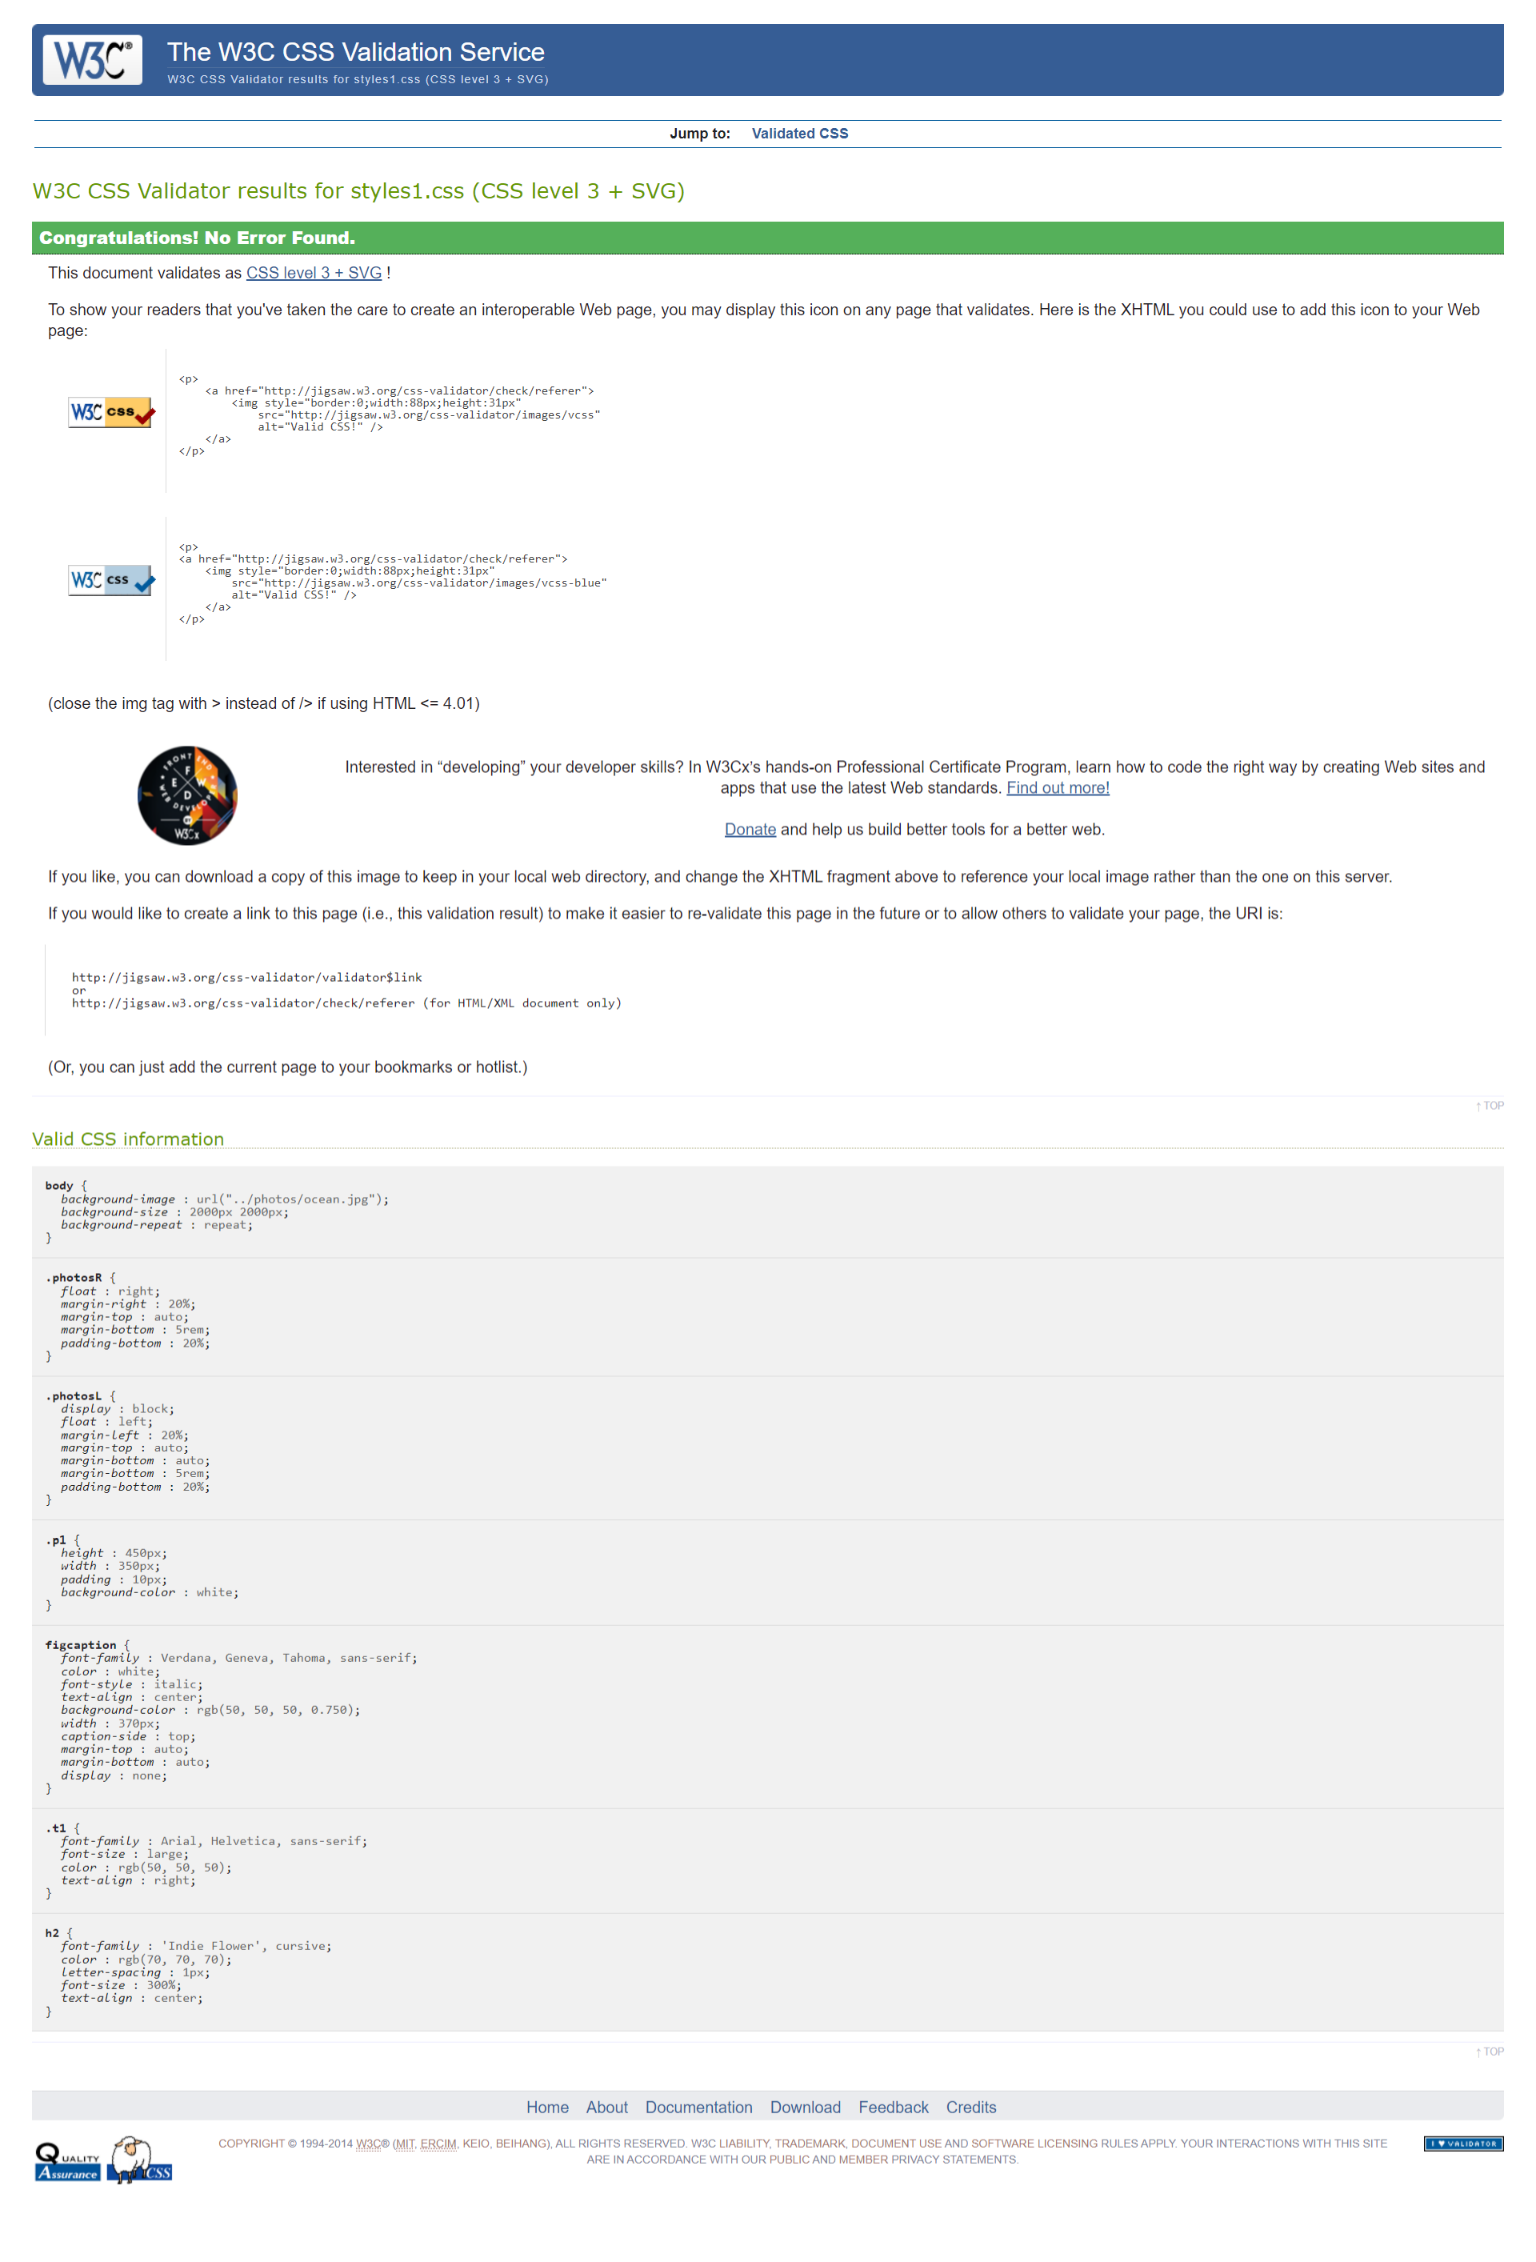 W3C®
The W3C CSS Validation Service
W3C CSS Validator results for styles1.css (CSS level 3 + SVG)
Jump to: Validated CSS
W3C CSS Validator results for styles1.css (CSS level 3 + SVG)
Congratulations! No Error Found.
This document validates as CSS level 3 + SVG !
To show your readers that you've taken the care to create an interoperable Web page, you may display this icon on any page that validates. Here is the XHTML you could use to add this icon to your Web
page:
W3C css
<p>
<a href="http://jigsaw.w3.org/css-validator/check/referer">
<img style="border:0;width:88px;height:31px"
src="http://jigsaw.w3.org/css-validator/images/vcss"
alt="Valid CSS!" />
</a>
</p>
W3C css
<p>
<a href="http://jigsaw.w3.org/css-validator/check/referer">
<img style="border:0;width:88px;height:31px"
src="http://jigsaw.w3.org/css-validator/images/vcss-blue"
alt="Valid CSS!" />
</a>
</p>
(close the img tag with > instead of /> if using HTML <= 4.01)
FRONT END
F
E W
D
WEB DEVELOPER
W3Cx
Interested in “developing” your developer skills? In W3Cx's hands-on Professional Certificate Program, learn how to code the right way by creating Web sites and
apps that use the latest Web standards. Find out more!
Donate and help us build better tools for a better web.
If you like, you can download a copy of this image to keep in your local web directory, and change the XHTML fragment above to reference your local image rather than the one on this server.
If you would like to create a link to this page (i.e., this validation result) to make it easier to re-validate this page in the future or to allow others to validate your page, the URI is:
http://jigsaw.w3.org/css-validator/validator$link
or
http://jigsaw.w3.org/css-validator/check/referer (for HTML/XML document only)
(Or, you can just add the current page to your bookmarks or hotlist.)
↑ TOP
Valid CSS information
body {
background-image : url("../photos/ocean.jpg");
background-size : 2000px 2000px;
background-repeat : repeat;
}
.photosR {
float : right;
margin-right : 20%;
margin-top : auto;
margin-bottom : 5rem;
padding-bottom : 20%;
}
.photosL {
display : block;
float : left;
margin-left : 20%;
margin-top : auto;
margin-bottom : auto;
margin-bottom : 5rem;
padding-bottom : 20%;
}
.p1 {
height : 450px;
width : 350px;
padding : 10px;
background-color : white;
}
figcaption {
font-family : Verdana, Geneva, Tahoma, sans-serif;
color : white;
font-style : italic;
text-align : center;
background-color : rgb(50, 50, 50, 0.750);
width : 370px;
caption-side : top;
margin-top : auto;
margin-bottom : auto;
display : none;
}
.t1 {
font-family : Arial, Helvetica, sans-serif;
font-size : large;
color : rgb(50, 50, 50);
text-align : right;
}
h2 {
font-family : 'Indie Flower', cursive;
color : rgb(70, 70, 70);
letter-spacing : 1px;
font-size : 300%;
text-align : center;
}
↑ TOP
Home About Documentation Download Feedback Credits
QUALITY
Assurance
CSS
COPYRIGHT © 1994-2014 W3C® (MIT, ERCIM, KEIO, BEIHANG), ALL RIGHTS RESERVED. W3C LIABILITY, TRADEMARK, DOCUMENT USE AND SOFTWARE LICENSING RULES APPLY. YOUR INTERACTIONS WITH THIS SITE
ARE IN ACCORDANCE WITH OUR PUBLIC AND MEMBER PRIVACY STATEMENTS.
I ♥ VALIDATOR